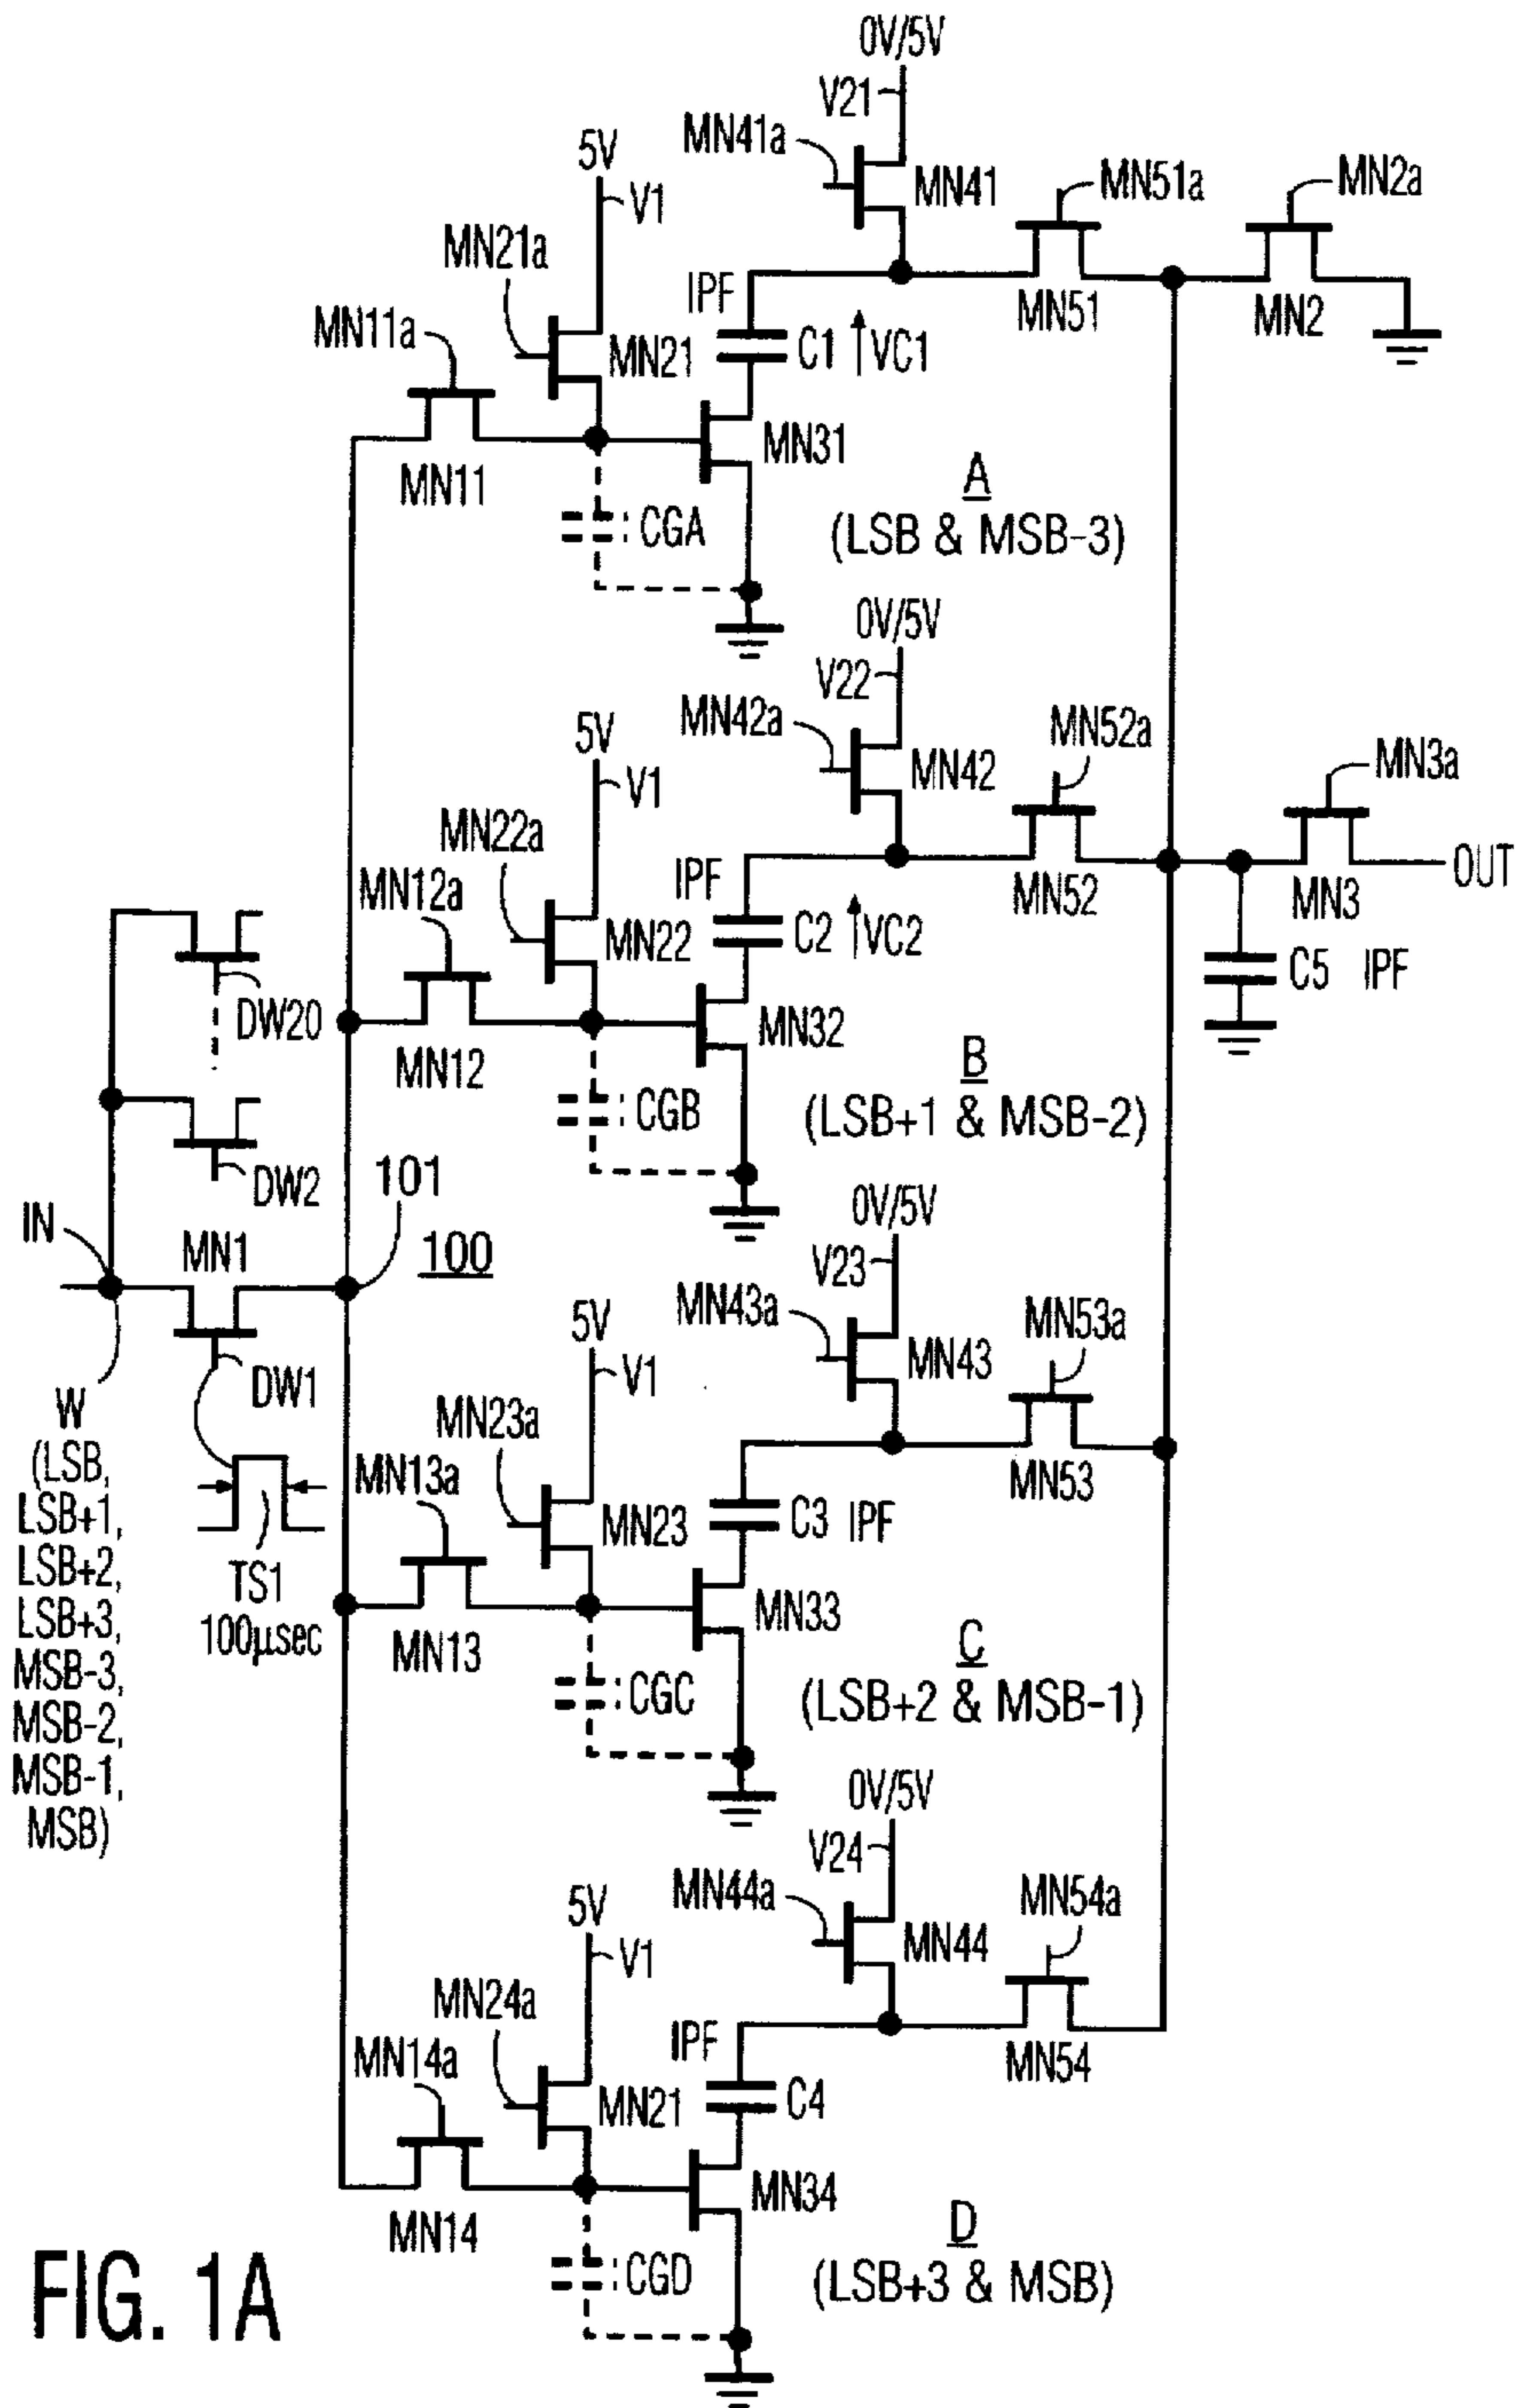 0V/5V
V21
MN41a
MN41
5V
V1
MN51a
MN2a
MN21a
MN11a
IPF
MN21
C1
VC1
MN51
MN2
MN11
MN31
CGA
A
(LSB & MSB-3)
0V/5V
V22
MN42a
MN42
5V
V1
MN52a
MN3a
MN22a
MN12a
IPF
MN22
C2
VC2
MN52
MN3
OUT
C5 IPF
DW20
MN12
MN32
CGB
B
(LSB+1 & MSB-2)
DW2
101
IN
MN1
100
0V/5V
V23
MN43a
MN43
5V
V1
MN53a
DW1
W
(LSB,
LSB+1,
LSB+2,
LSB+3,
MSB-3,
MSB-2,
MSB-1,
MSB)
TS1
100µsec
MN23a
MN13a
MN23
C3 IPF
MN53
MN13
MN33
CGC
C
(LSB+2 & MSB-1)
0V/5V
V24
MN44a
MN44
5V
V1
MN54a
MN24a
MN14a
IPF
MN21
C4
MN54
MN14
MN34
CGD
D
(LSB+3 & MSB)
FIG. 1A